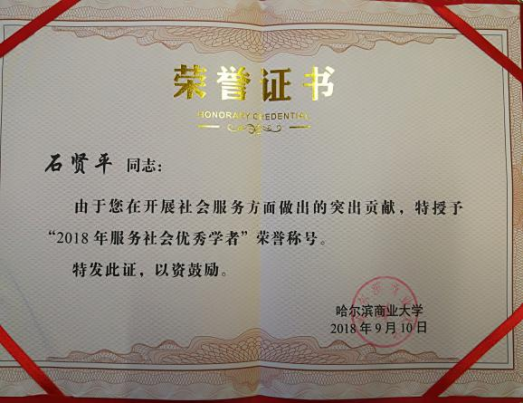 荣誉证书
HONORARY CREDENTIAL
石贤平 同志:
由于您在开展社会服务方面做出的突出贡献，特授予
“2018年服务社会优秀学者”荣誉称号。
特发此证，以资鼓励。
哈尔滨商业大学
2018年9月10日